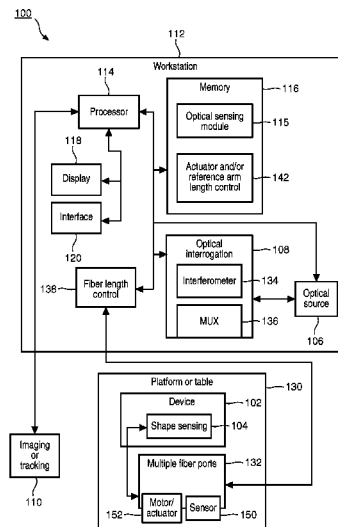 100
112
Workstation
114
Processor
Memory
116
Optical sensing module
115
118
Display
Actuator and/or reference arm length control
142
Interface
120
Optical interrogation
108
138
Fiber length control
Interferometer
134
MUX
136
Optical source
106
Platform or table
130
Device
102
Shape sensing
104
Imaging or tracking
110
Multiple fiber ports
132
Motor/actuator
152
Sensor
150